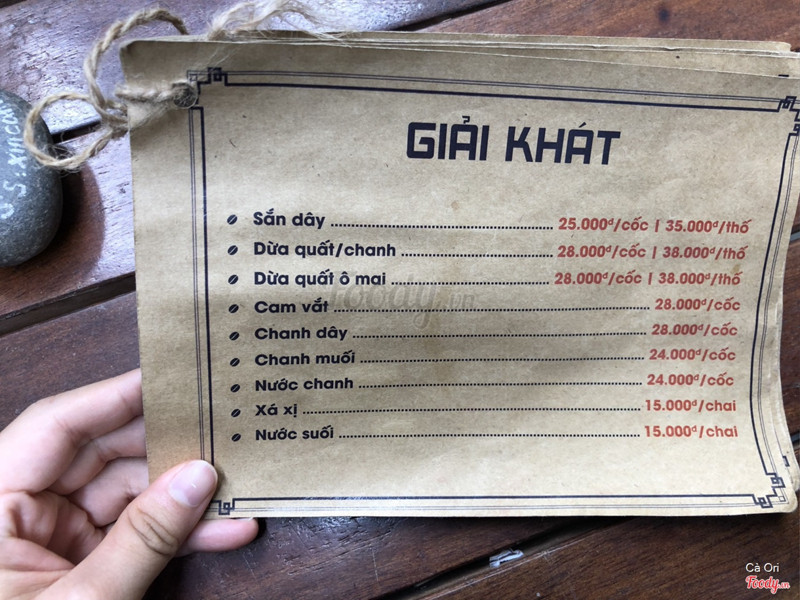 GIẢI KHÁT
Sắn dây 25.000đ/cốc | 35.000đ/thố
Dừa quất/chanh 28.000đ/cốc | 38.000đ/thố
Dừa quất ô mai 28.000đ/cốc | 38.000đ/thố
Cam vắt 28.000đ/cốc
Chanh dây 28.000đ/cốc
Chanh muối 24.000đ/cốc
Nước chanh 24.000đ/cốc
Xá xị 15.000đ/chai
Nước suối 15.000đ/chai
foody.vn
Cà Ori
Foody.vn